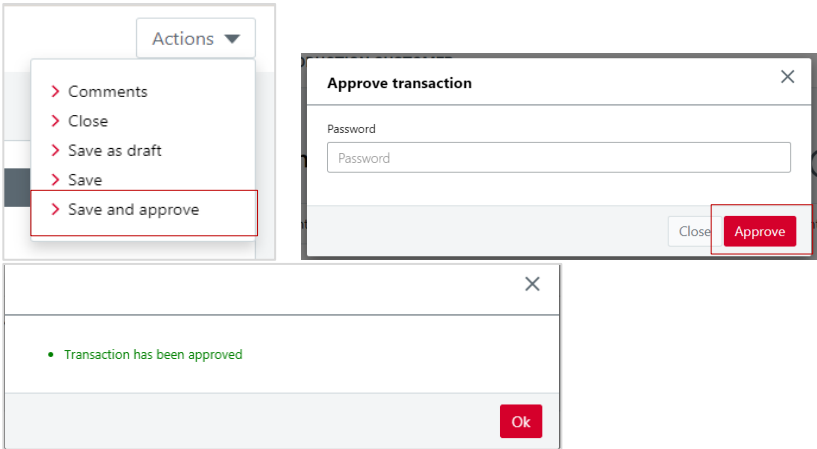 Actions
Comments
Close
Save as draft
Save
Save and approve
Approve transaction
Password
Password
Close
Approve
Transaction has been approved
Ok